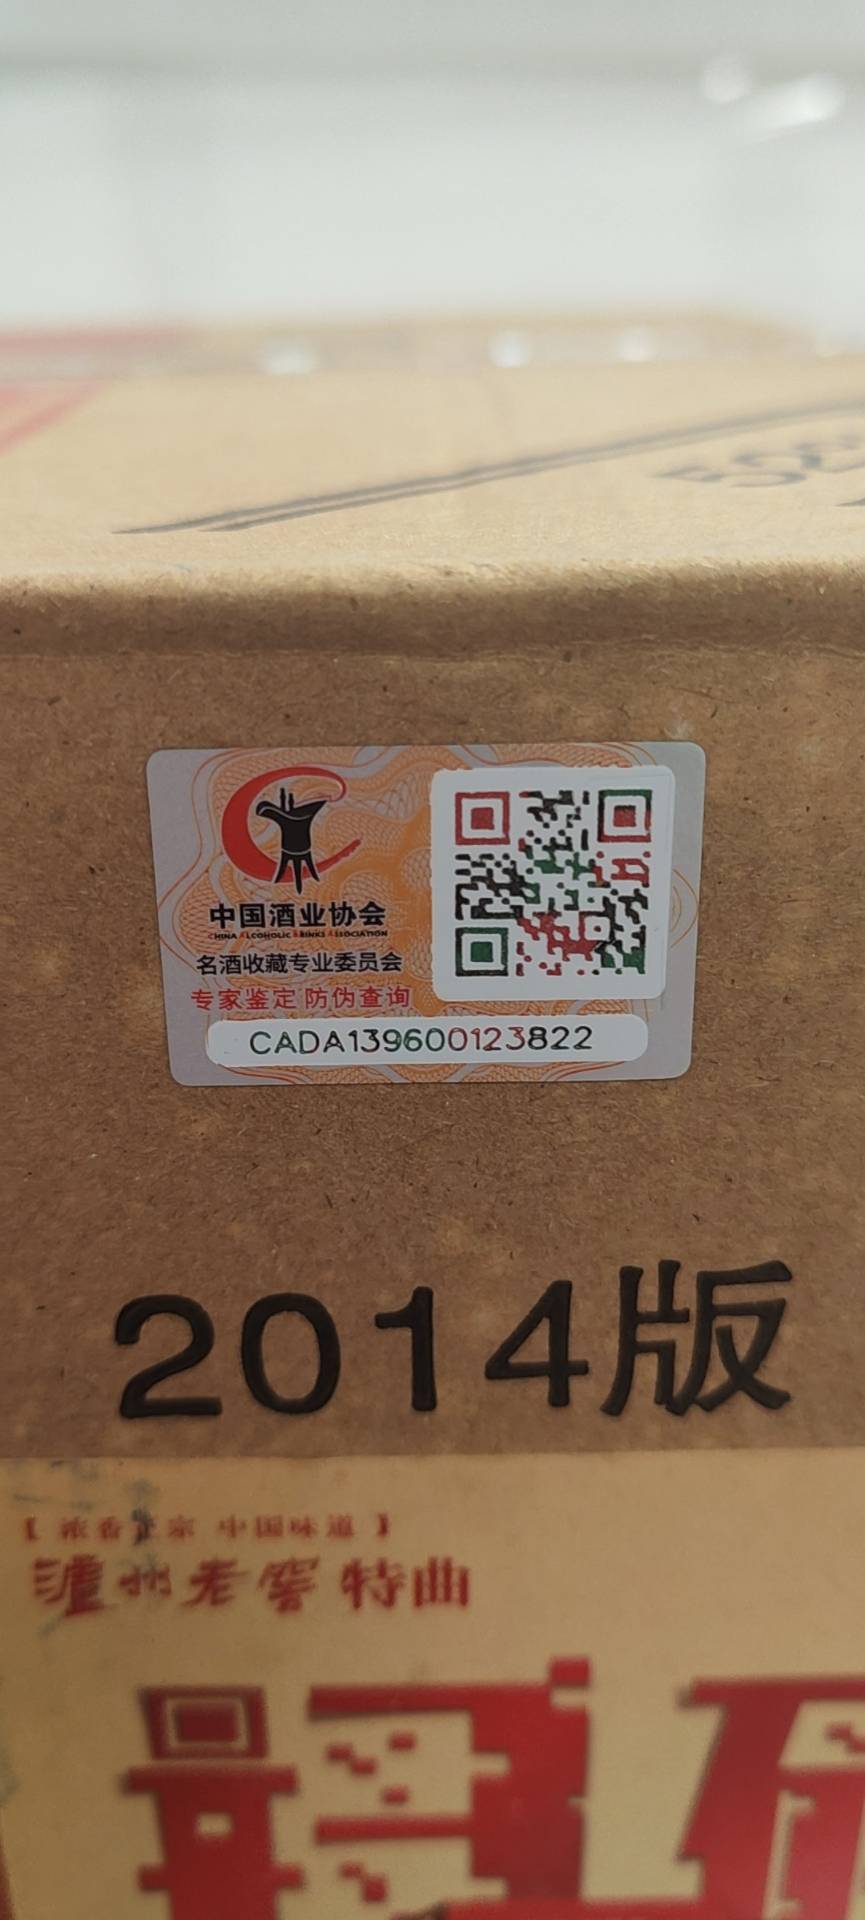 中国酒业协会
CHINA ALCOHOLIC DRINKS ASSOCIATION
名酒收藏专业委员会
专家鉴定 防伪查询
CADA139600123822
2014版
【 浓香正宗 中国味道 】
泸州老窖 特曲